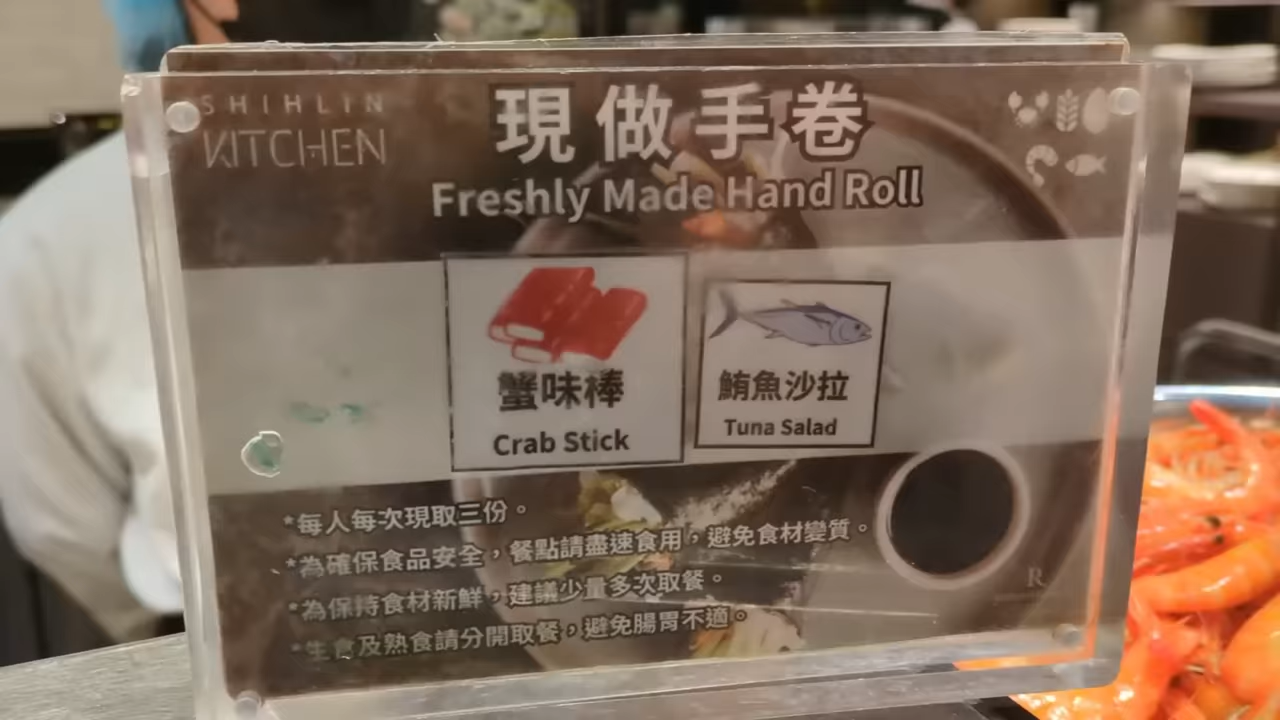 SHIHLIN
KITCHEN
現做手卷
Freshly Made Hand Roll
蟹味棒
Crab Stick
鮪魚沙拉
Tuna Salad
*每人每次現取三份。
*為確保食品安全，餐點請盡速食用，避免食材變質。
*為保持食材新鮮，建議少量多次取餐。
*生食及熟食請分開取餐，避免腸胃不適。
R